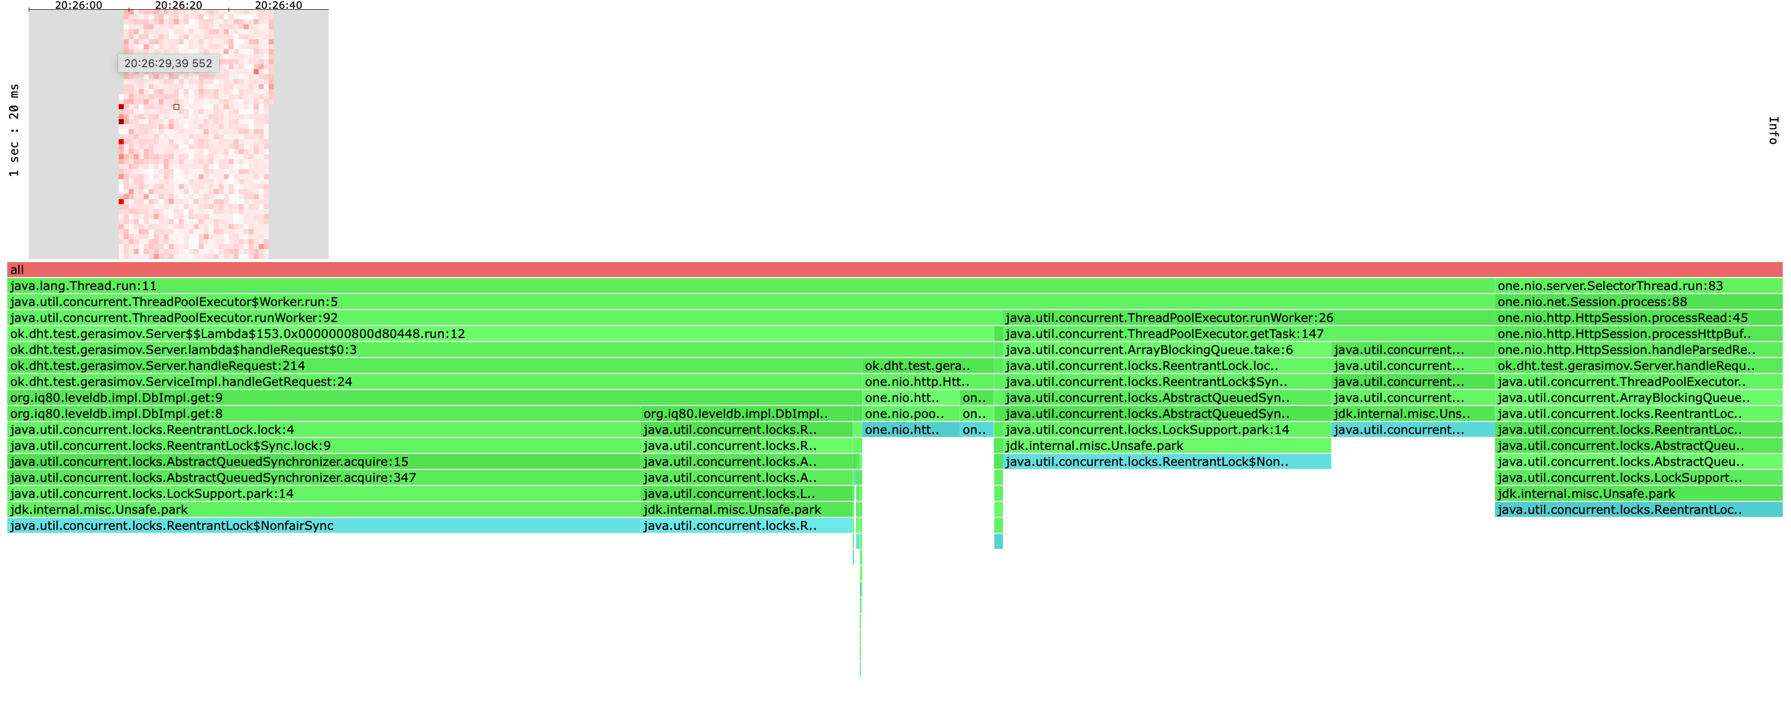 20:26:00 20:26:20 20:26:40
20:26:29,39 552
1 sec : 20 ms
Info
all
java.lang.Thread.run:11 one.nio.server.SelectorThread.run:83
java.util.concurrent.ThreadPoolExecutor$Worker.run:5 one.nio.net.Session.process:88
java.util.concurrent.ThreadPoolExecutor.runWorker:92 java.util.concurrent.ThreadPoolExecutor.runWorker:26 one.nio.http.HttpSession.processRead:45
ok.dht.test.gerasimov.Server$$Lambda$153.0x0000000800d80448.run:12 java.util.concurrent.ThreadPoolExecutor.getTask:147 one.nio.http.HttpSession.processHttpBuf..
ok.dht.test.gerasimov.Server.lambda$handleRequest$0:3 java.util.concurrent.ArrayBlockingQueue.take:6 java.util.concurrent... one.nio.http.HttpSession.handleParsedRe..
ok.dht.test.gerasimov.Server.handleRequest:214 ok.dht.test.gera.. java.util.concurrent.locks.ReentrantLock.loc.. java.util.concurrent... ok.dht.test.gerasimov.Server.handleRequ..
ok.dht.test.gerasimov.ServiceImpl.handleGetRequest:24 one.nio.http.Htt.. java.util.concurrent.locks.ReentrantLock$Syn.. java.util.concurrent... java.util.concurrent.ThreadPoolExecutor..
org.iq80.leveldb.impl.DbImpl.get:9 one.nio.htt.. on.. java.util.concurrent.locks.AbstractQueuedSyn.. java.util.concurrent... java.util.concurrent.ArrayBlockingQueue..
org.iq80.leveldb.impl.DbImpl.get:8 org.iq80.leveldb.impl.DbImpl.. one.nio.poo.. on.. java.util.concurrent.locks.AbstractQueuedSyn.. jdk.internal.misc.Uns.. java.util.concurrent.locks.ReentrantLoc..
java.util.concurrent.locks.ReentrantLock.lock:4 java.util.concurrent.locks.R.. one.nio.htt.. on.. java.util.concurrent.locks.LockSupport.park:14 java.util.concurrent... java.util.concurrent.locks.ReentrantLoc..
java.util.concurrent.locks.ReentrantLock$Sync.lock:9 java.util.concurrent.locks.R.. jdk.internal.misc.Unsafe.park java.util.concurrent.locks.AbstractQueu..
java.util.concurrent.locks.AbstractQueuedSynchronizer.acquire:15 java.util.concurrent.locks.A.. java.util.concurrent.locks.ReentrantLock$Non.. java.util.concurrent.locks.AbstractQueu..
java.util.concurrent.locks.AbstractQueuedSynchronizer.acquire:347 java.util.concurrent.locks.A.. java.util.concurrent.locks.LockSupport...
java.util.concurrent.locks.LockSupport.park:14 java.util.concurrent.locks.L.. jdk.internal.misc.Unsafe.park
jdk.internal.misc.Unsafe.park jdk.internal.misc.Unsafe.park java.util.concurrent.locks.ReentrantLoc..
java.util.concurrent.locks.ReentrantLock$NonfairSync java.util.concurrent.locks.R..